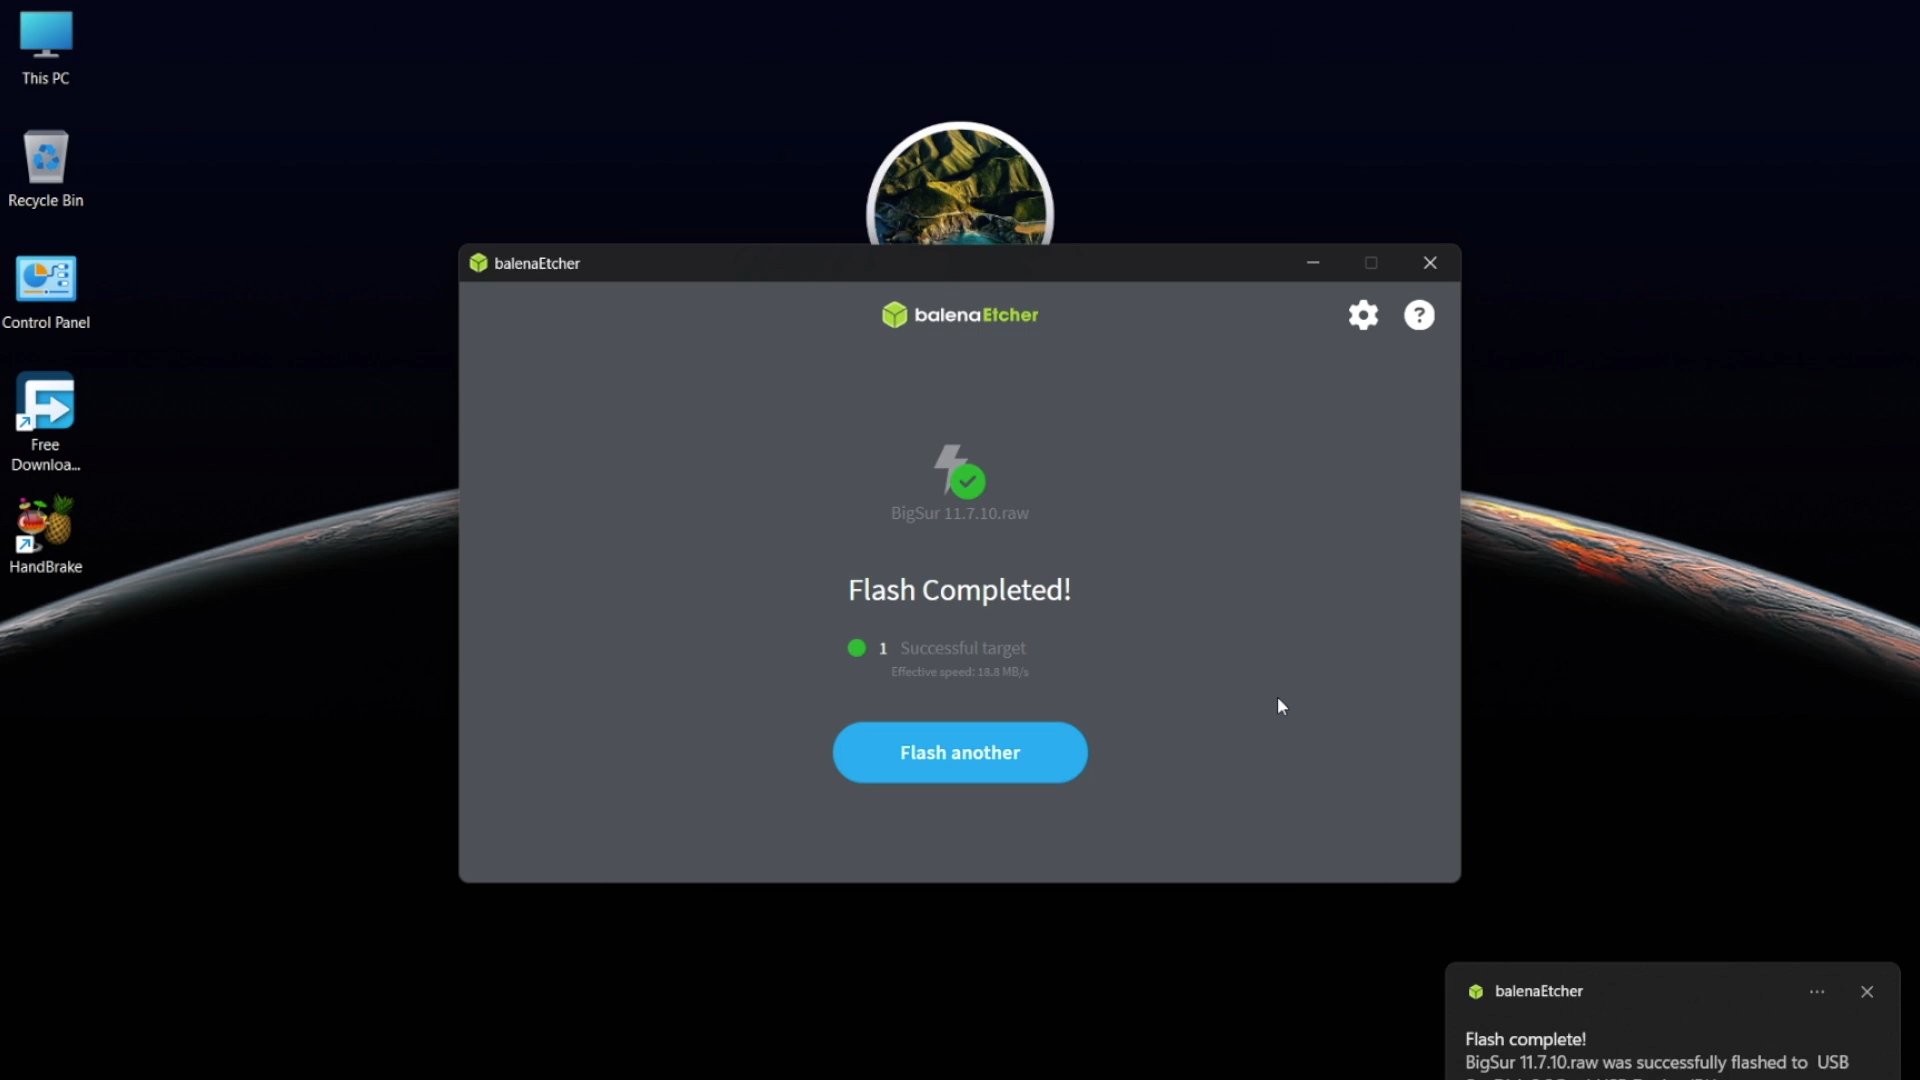 This PC
Recycle Bin
Control Panel
Free
Downloa...
HandBrake
balenaEtcher
balenaEtcher
?
BigSur 11.7.10.raw
Flash Completed!
1 Successful target
Effective speed: 18.8 MB/s
Flash another
balenaEtcher
Flash complete!
BigSur 11.7.10.raw was successfully flashed to USB